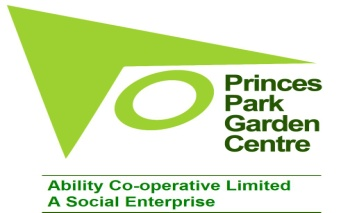 Princes
Park
Garden
Centre
Ability Co-operative Limited
A Social Enterprise